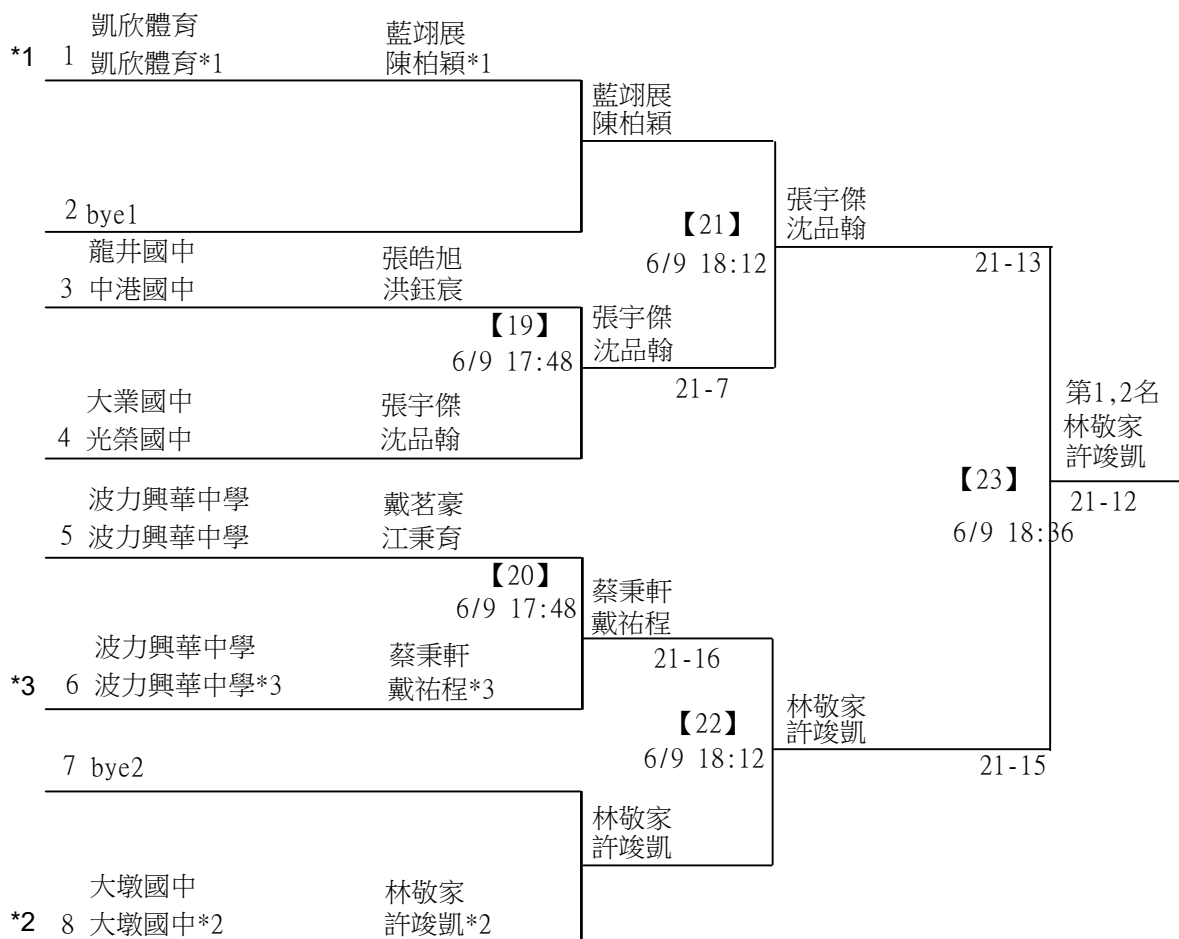 凱欣體育 藍翊展
*1 1 凱欣體育*1 陳柏穎*1
藍翊展
陳柏穎
2 bye1
【21】
6/9 18:12
張宇傑
沈品翰
21-13
龍井國中 張皓旭
3 中港國中 洪鈺宸
【19】
6/9 17:48
張宇傑
沈品翰
21-7
大業國中 張宇傑
4 光榮國中 沈品翰
第1,2名
林敬家
許竣凱
【23】
21-12
6/9 18:36
波力興華中學 戴茗豪
5 波力興華中學 江秉育
【20】
6/9 17:48
蔡秉軒
戴祐程
21-16
波力興華中學 蔡秉軒
*3 6 波力興華中學*3 戴祐程*3
【22】
6/9 18:12
林敬家
許竣凱
21-15
7 bye2
林敬家
許竣凱
大墩國中 林敬家
*2 8 大墩國中*2 許竣凱*2